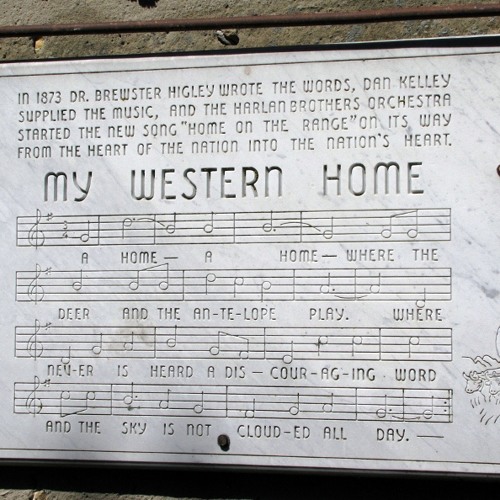 IN 1873 DR. BREWSTER HIGLEY WROTE THE WORDS, DAN KELLEY
SUPPLIED THE MUSIC, AND THE HARLAN BROTHERS ORCHESTRA
STARTED THE NEW SONG "HOME ON THE RANGE" ON ITS WAY
FROM THE HEART OF THE NATION INTO THE NATION'S HEART.
MY WESTERN HOME
A HOME — A HOME — WHERE THE
DEER AND THE AN-TE-LOPE PLAY. WHERE
NEV-ER IS HEARD A DIS — COUR-AG-ING WORD
AND THE SKY IS NOT CLOUD-ED ALL DAY. —